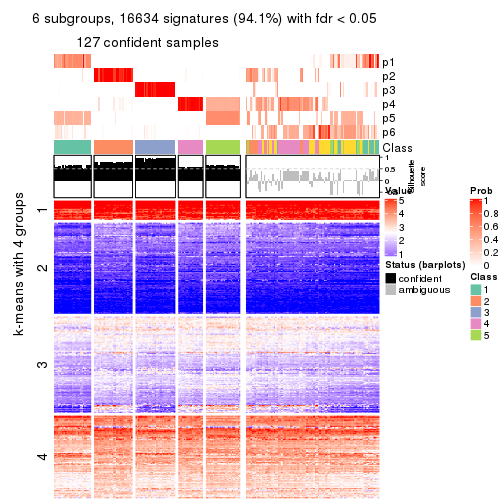 6 subgroups, 16634 signatures (94.1%) with fdr < 0.05
127 confident samples
p1
p2
p3
p4
p5
p6
Class
1
0.5
0
Silhouette
score
k-means with 4 groups
1
2
3
4
Value
5
4
3
2
1
Status (barplots)
confident
ambiguous
Prob
1
0.8
0.6
0.4
0.2
0
Class
1
2
3
4
5